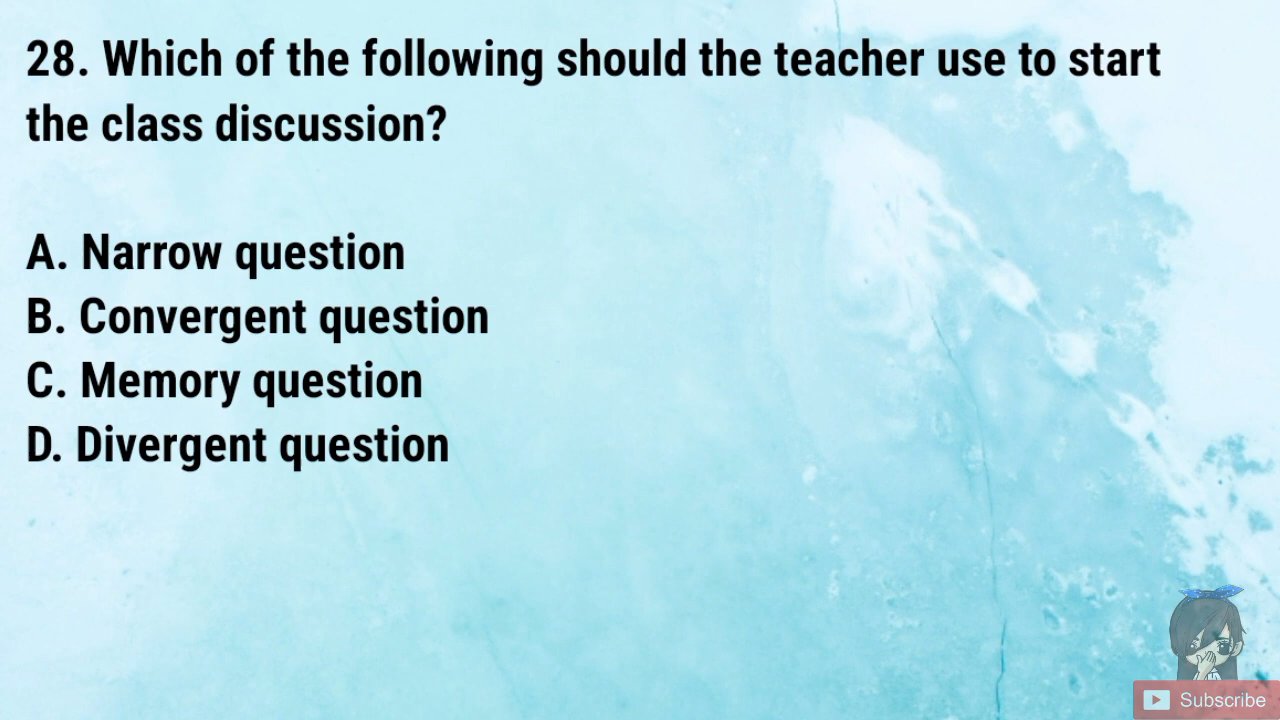 28. Which of the following should the teacher use to start
the class discussion?
A. Narrow question
B. Convergent question
C. Memory question
D. Divergent question
Subscribe